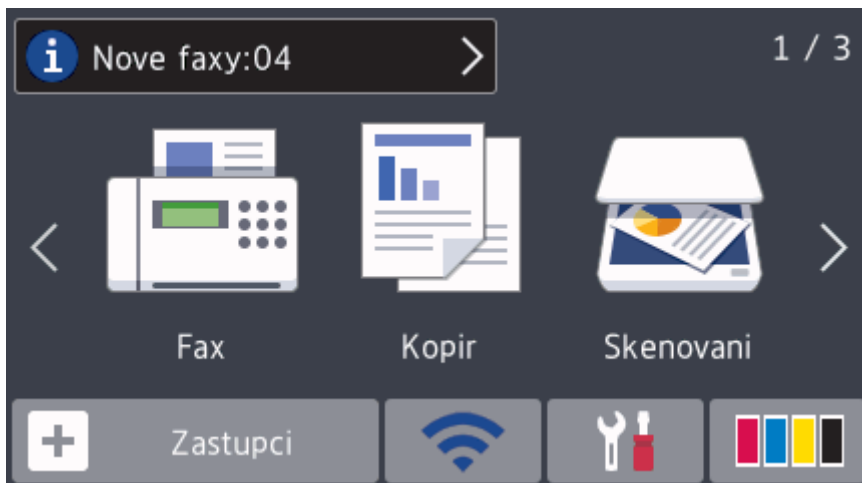 Nove faxy:04
1 / 3
Fax
Kopir
Skenovani
Zastupci